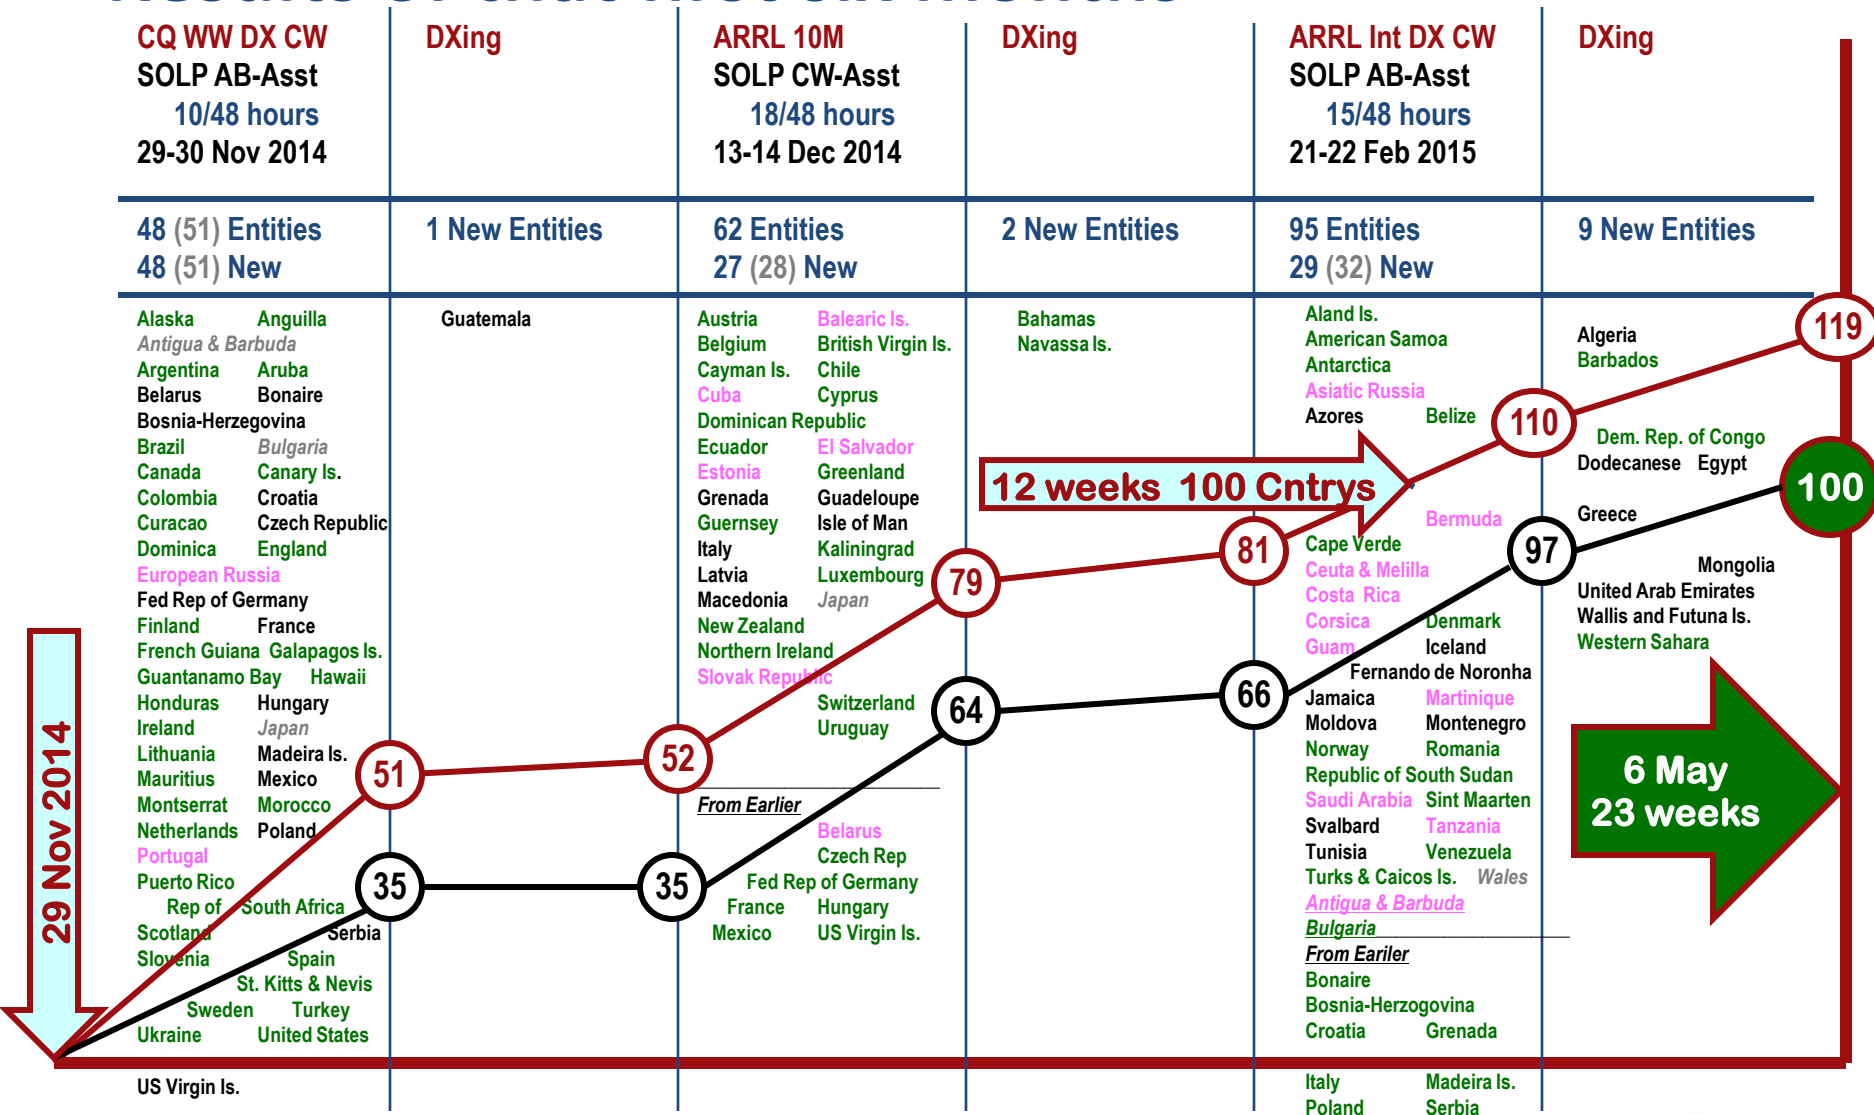 CQ WW DX CW
SOLP AB-Asst
10/48 hours
29-30 Nov 2014
48 (51) Entities
48 (51) New
Alaska Anguilla
Antigua & Barbuda
Argentina Aruba
Belarus Bonaire
Bosnia-Herzegovina
Brazil Bulgaria
Canada Canary Is.
Colombia Croatia
Curacao Czech Republic
Dominica England
European Russia
Fed Rep of Germany
Finland France
French Guiana Galapagos Is.
Guantanamo Bay Hawaii
Honduras Hungary
Ireland Japan
Lithuania Madeira Is.
Mauritius Mexico
Montserrat Morocco
Netherlands Poland
Portugal
Puerto Rico
Rep of South Africa
Scotland Serbia
Slovenia Spain
St. Kitts & Nevis
Sweden Turkey
Ukraine United States
US Virgin Is.
29 Nov 2014
51
35
DXing
1 New Entities
Guatemala
52
35
ARRL 10M
SOLP CW-Asst
18/48 hours
13-14 Dec 2014
62 Entities
27 (28) New
Austria Balearic Is.
Belgium British Virgin Is.
Cayman Is. Chile
Cuba Cyprus
Dominican Republic
Ecuador El Salvador
Estonia Greenland
Grenada Guadeloupe
Guernsey Isle of Man
Italy Kaliningrad
Latvia Luxembourg
Macedonia Japan
New Zealand
Northern Ireland
Slovak Republic
Switzerland
Uruguay
From Earlier
Belarus
Czech Rep
Fed Rep of Germany
France Hungary
Mexico US Virgin Is.
79
64
DXing
2 New Entities
Bahamas
Navassa Is.
12 weeks 100 Cntrys
81
66
ARRL Int DX CW
SOLP AB-Asst
15/48 hours
21-22 Feb 2015
95 Entities
29 (32) New
Aland Is.
American Samoa
Antarctica
Asiatic Russia
Azores Belize
Bermuda
Cape Verde
Ceuta & Melilla
Costa Rica
Corsica Denmark
Guam Iceland
Fernando de Noronha
Jamaica Martinique
Moldova Montenegro
Norway Romania
Republic of South Sudan
Saudi Arabia Sint Maarten
Svalbard Tanzania
Tunisia Venezuela
Turks & Caicos Is. Wales
Antigua & Barbuda
Bulgaria
From Eariler
Bonaire
Bosnia-Herzogovina
Croatia Grenada
Italy Madeira Is.
Poland Serbia
110
97
DXing
9 New Entities
Algeria
Barbados
Dem. Rep. of Congo
Dodecanese Egypt
Greece
Mongolia
United Arab Emirates
Wallis and Futuna Is.
Western Sahara
119
100
6 May
23 weeks